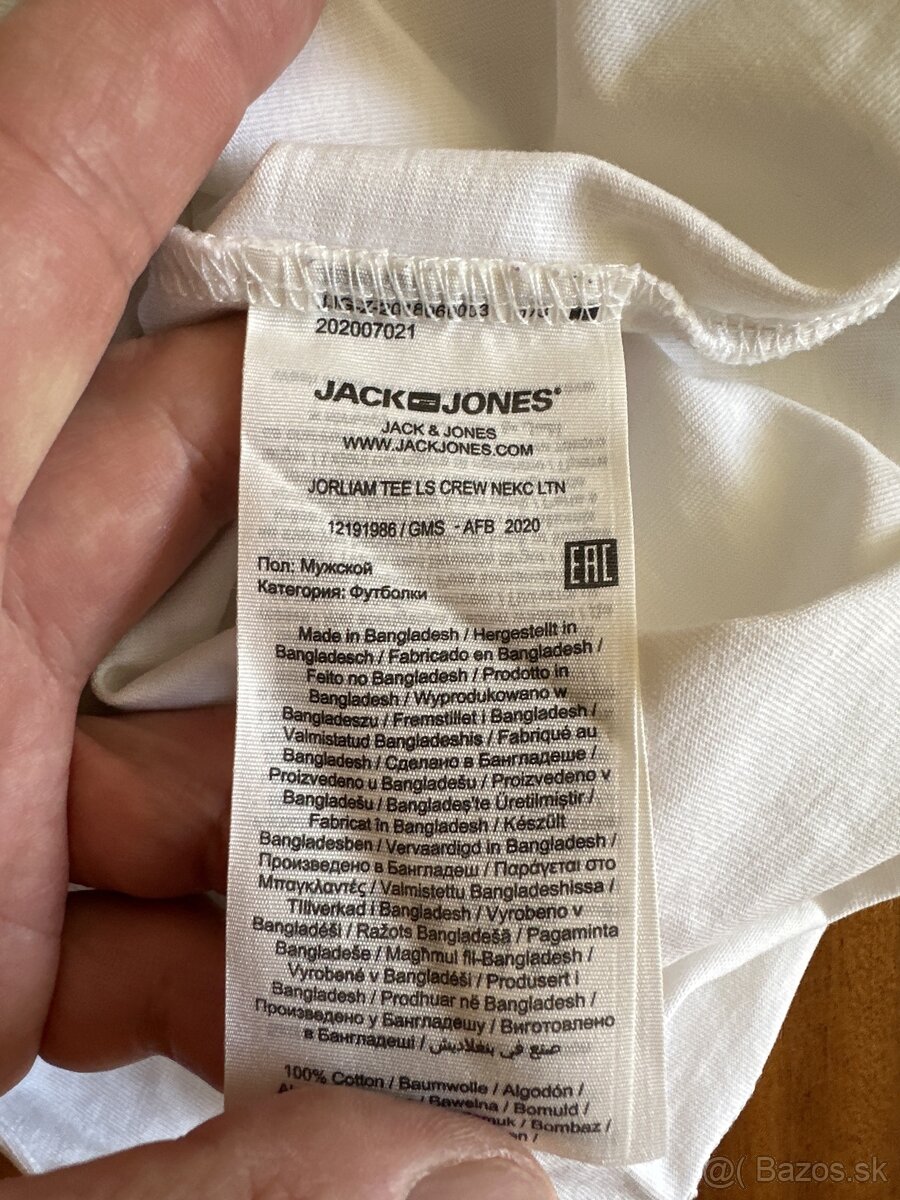 202007021
JACK JONES®
JACK & JONES
WWW.JACKJONES.COM
JORLIAM TEE LS CREW NEKC LTN
12191986 / GMS - AFB 2020
EAC
Пол: Мужской
Категория: Футболки
Made in Bangladesh / Hergestellt in
Bangladesch / Fabricado en Bangladesh /
Feito no Bangladesh / Prodotto in
Bangladesh / Wyprodukowano w
Bangladeszu / Fremstillet i Bangladesh /
Valmistatud Bangladeshis / Fabriqué au
Bangladesh / Сделано в Бангладеше /
Proizvedeno u Bangladešu / Proizvedeno v
Bangladešu / Bangladeş'te Üretilmiştir /
Fabricat în Bangladesh / Készült
Bangladesben / Vervaardigd in Bangladesh /
Произведено в Бангладеш / Παράγεται στο
Μπαγκλαντές / Valmistettu Bangladeshissa /
Tillverkad i Bangladesh / Vyrobeno v
Bangladéši / Ražots Bangladešā / Pagaminta
Bangladeše / Magħmul fil-Bangladesh /
Vyrobené v Bangladéši / Produsert i
Bangladesh / Prodhuar në Bangladesh /
Произведено у Бангладешу / Виготовлено
в Бангладеші / صنع في بنغلاديش
100% Cotton / Baumwolle / Algodón /
Bawelna / Bomuld /
Bombaz /
@( Bazos.sk